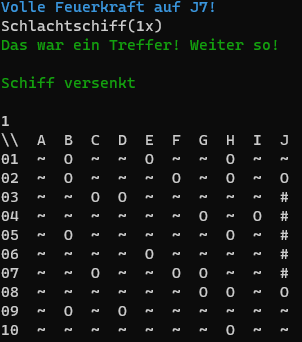 Volle Feuerkraft auf J7!
Schlachtschiff(1x)
Das war ein Treffer! Weiter so!

Schiff versenkt

1
\\  A  B  C  D  E  F  G  H  I  J
01  ~  O  ~  ~  O  ~  ~  O  ~  ~
02  ~  O  ~  ~  ~  O  ~  O  ~  O
03  ~  ~  O  O  ~  ~  ~  ~  ~  #
04  ~  ~  ~  ~  ~  ~  O  ~  O  #
05  ~  O  ~  ~  ~  ~  ~  O  ~  #
06  ~  ~  ~  ~  O  ~  ~  ~  ~  #
07  ~  ~  O  ~  ~  O  O  ~  ~  #
08  ~  ~  ~  ~  ~  ~  O  O  ~  O
09  ~  O  ~  O  ~  ~  ~  ~  ~  ~
10  ~  ~  ~  ~  ~  ~  ~  O  ~  ~